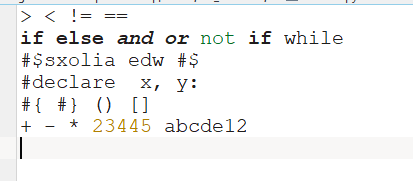 > < != ==
if else and or not if while
#$sxolia edw #$
#declare  x, y:
#{ #} () []
+ - * 23445 abcde12